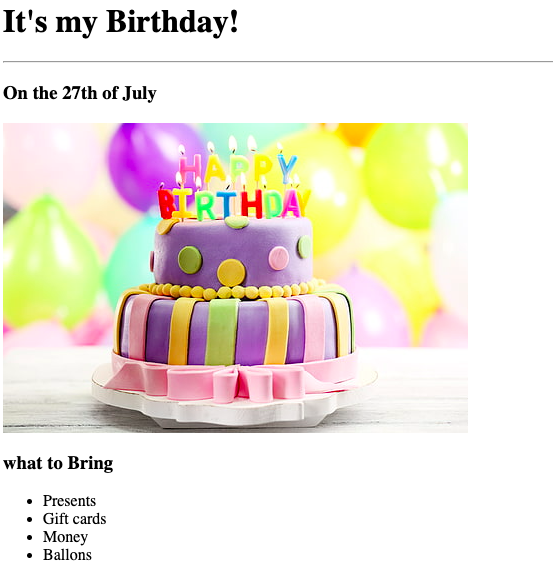 It's my Birthday!
On the 27th of July
HAPPY
BIRTHDAY
what to Bring
Presents
Gift cards
Money
Ballons